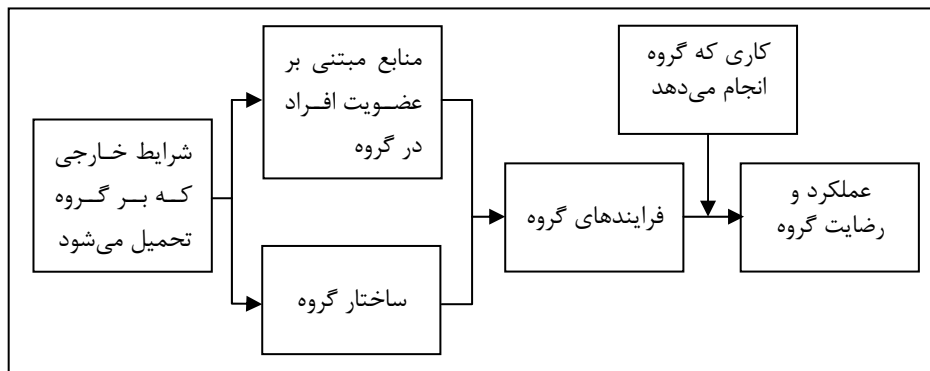 شرایط خارجی
که بر گروه
تحمیل می‌شود
منابع مبتنی بر
عضویت افراد
در گروه
ساختار گروه
فرایندهای گروه
کاری که گروه
انجام می‌دهد
عملکرد و
رضایت گروه